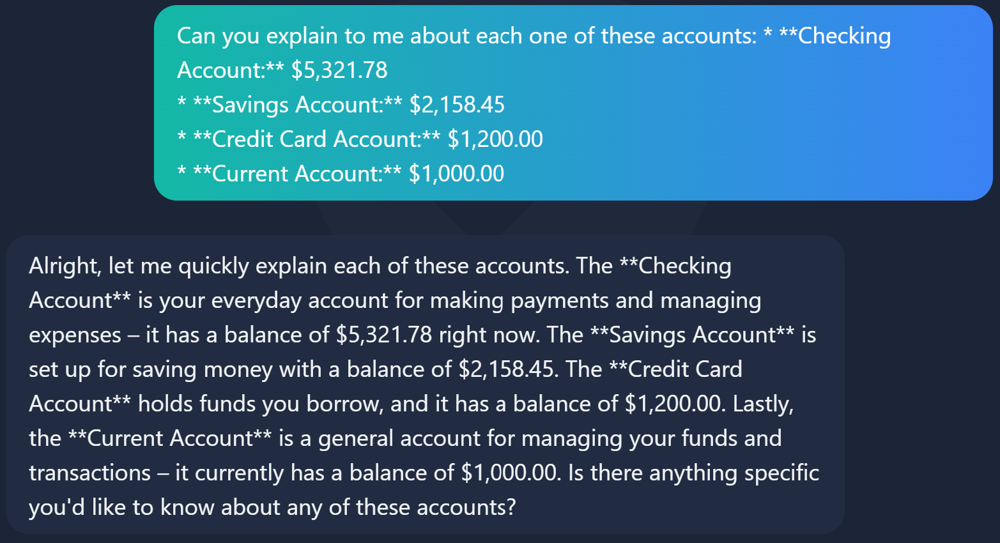 Can you explain to me about each one of these accounts: * **Checking
Account:** $5,321.78
* **Savings Account:** $2,158.45
* **Credit Card Account:** $1,200.00
* **Current Account:** $1,000.00
Alright, let me quickly explain each of these accounts. The **Checking
Account** is your everyday account for making payments and managing
expenses – it has a balance of $5,321.78 right now. The **Savings Account** is
set up for saving money with a balance of $2,158.45. The **Credit Card
Account** holds funds you borrow, and it has a balance of $1,200.00. Lastly,
the **Current Account** is a general account for managing your funds and
transactions – it currently has a balance of $1,000.00. Is there anything specific
you'd like to know about any of these accounts?